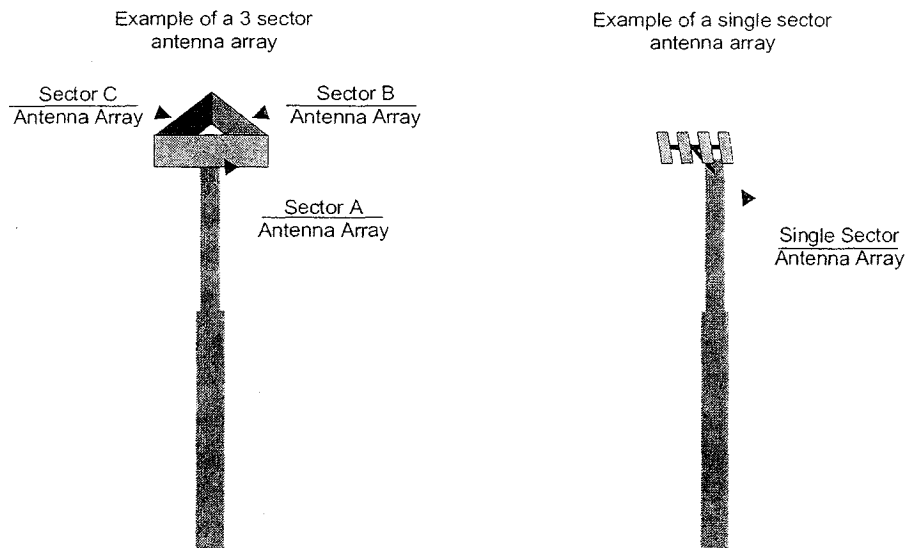 Example of a 3 sector
antenna array
Sector C
Antenna Array
Sector B
Antenna Array
Sector A
Antenna Array
Example of a single sector
antenna array
Single Sector
Antenna Array